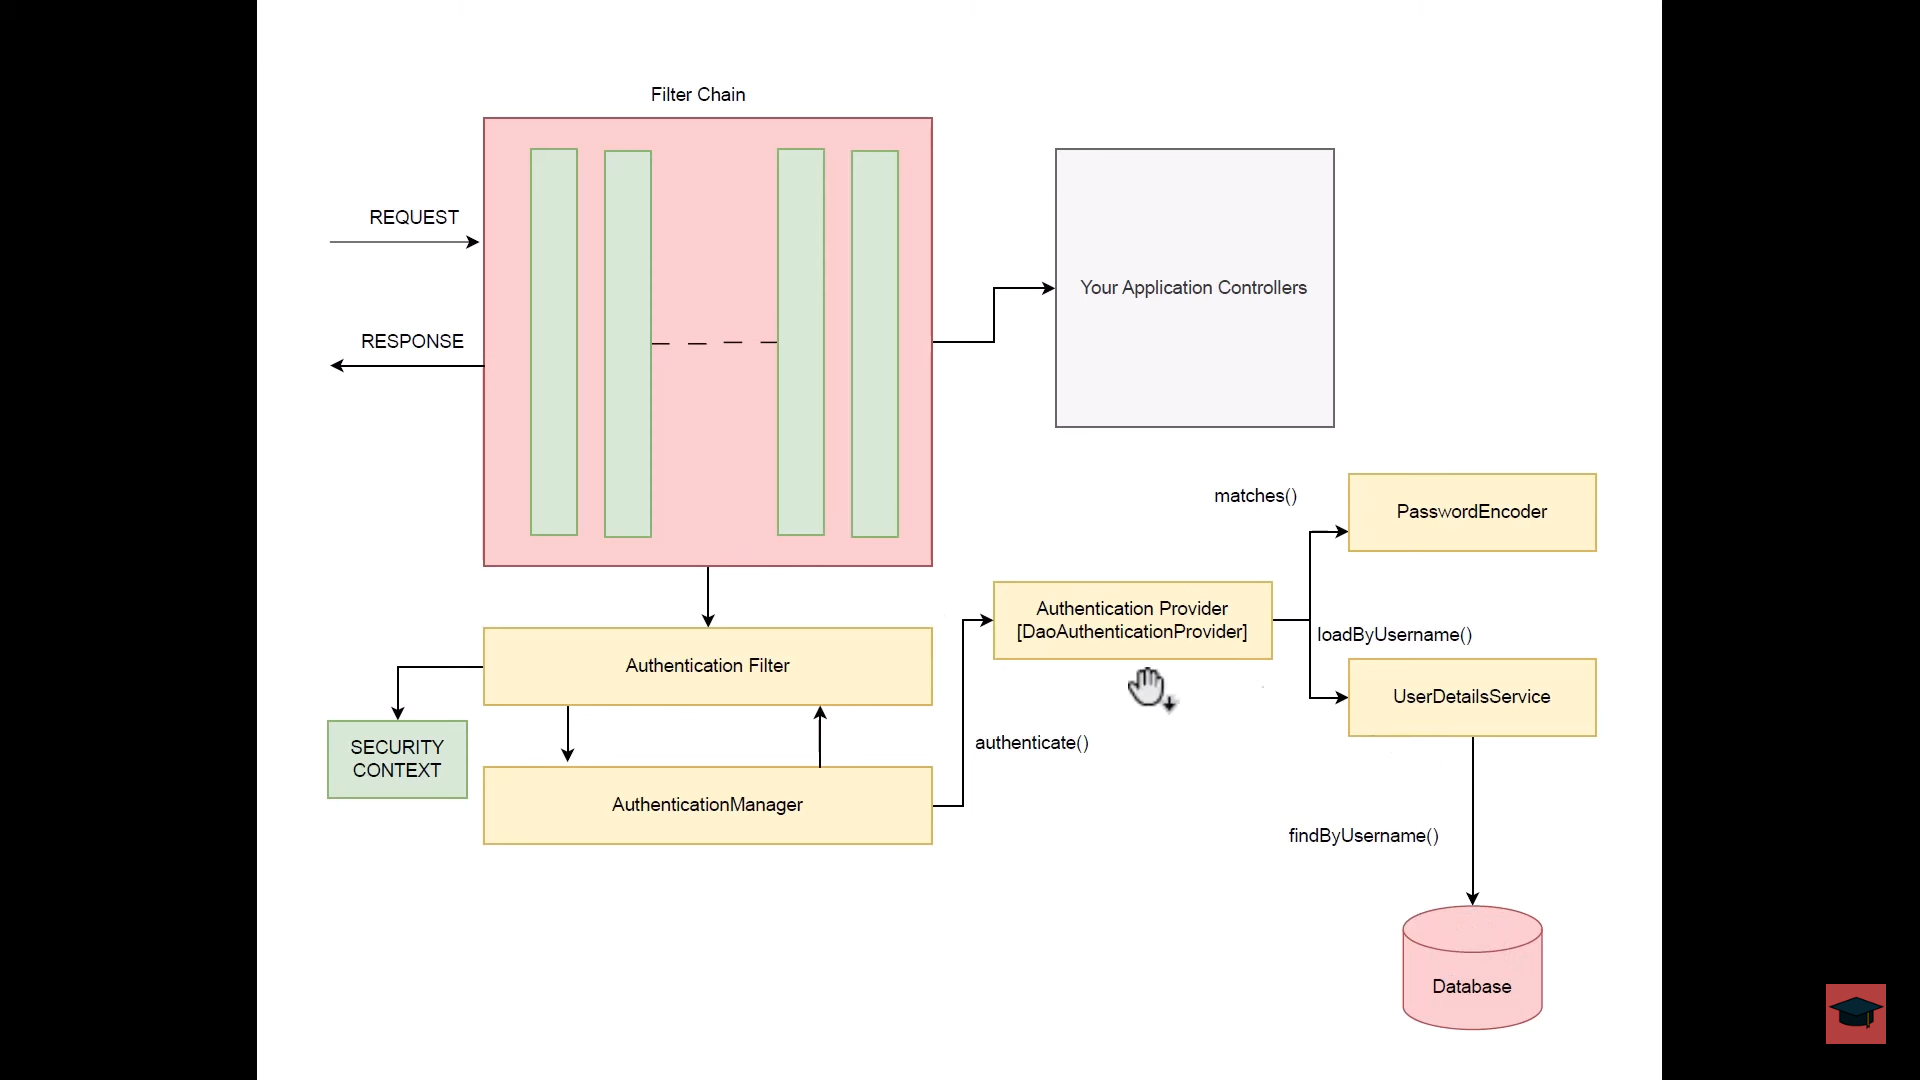 Filter Chain
REQUEST
RESPONSE
Your Application Controllers
matches()
PasswordEncoder
Authentication Provider
[DaoAuthenticationProvider]
loadByUsername()
UserDetailsService
Authentication Filter
SECURITY
CONTEXT
authenticate()
AuthenticationManager
findByUsername()
Database